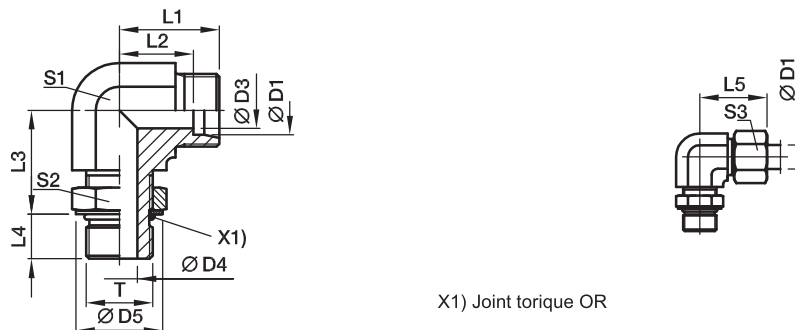 L1
L2
S1
Ø D3
Ø D1
L3
S2
L4
X1)
Ø D4
T
Ø D5
L5
S3
Ø D1
X1) Joint torique OR